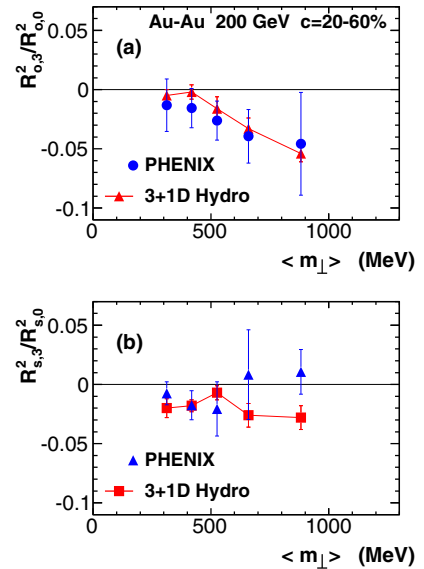 Au-Au 200 GeV c=20-60%
(a)
R²ₒ,₃/R²ₒ,₀
0.05
0
-0.05
-0.1
PHENIX
3+1D Hydro
0 500 1000
< m⊥ > (MeV)
(b)
R²ₛ,₃/R²ₛ,₀
0.05
0
-0.05
-0.1
PHENIX
3+1D Hydro
0 500 1000
< m⊥ > (MeV)